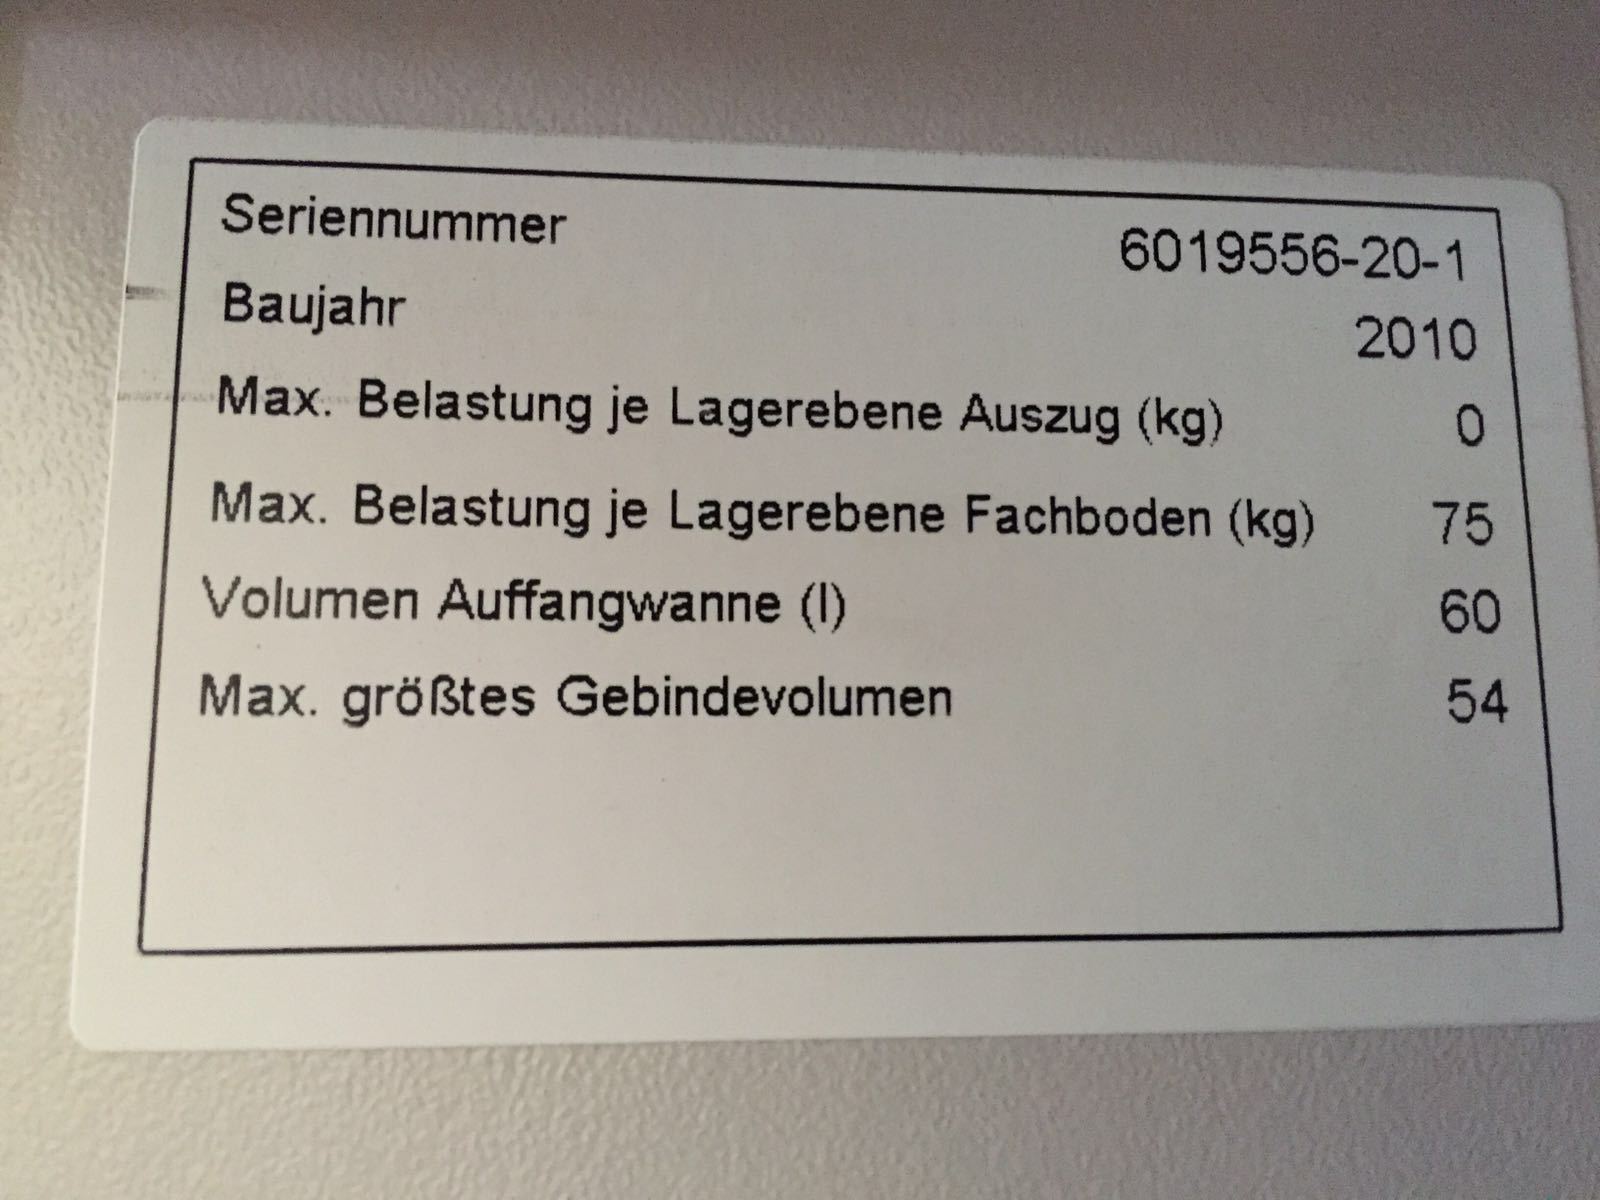 Seriennummer 6019556-20-1
Baujahr 2010
Max. Belastung je Lagerebene Auszug (kg) 0
Max. Belastung je Lagerebene Fachboden (kg) 75
Volumen Auffangwanne (l) 60
Max. größtes Gebindevolumen 54